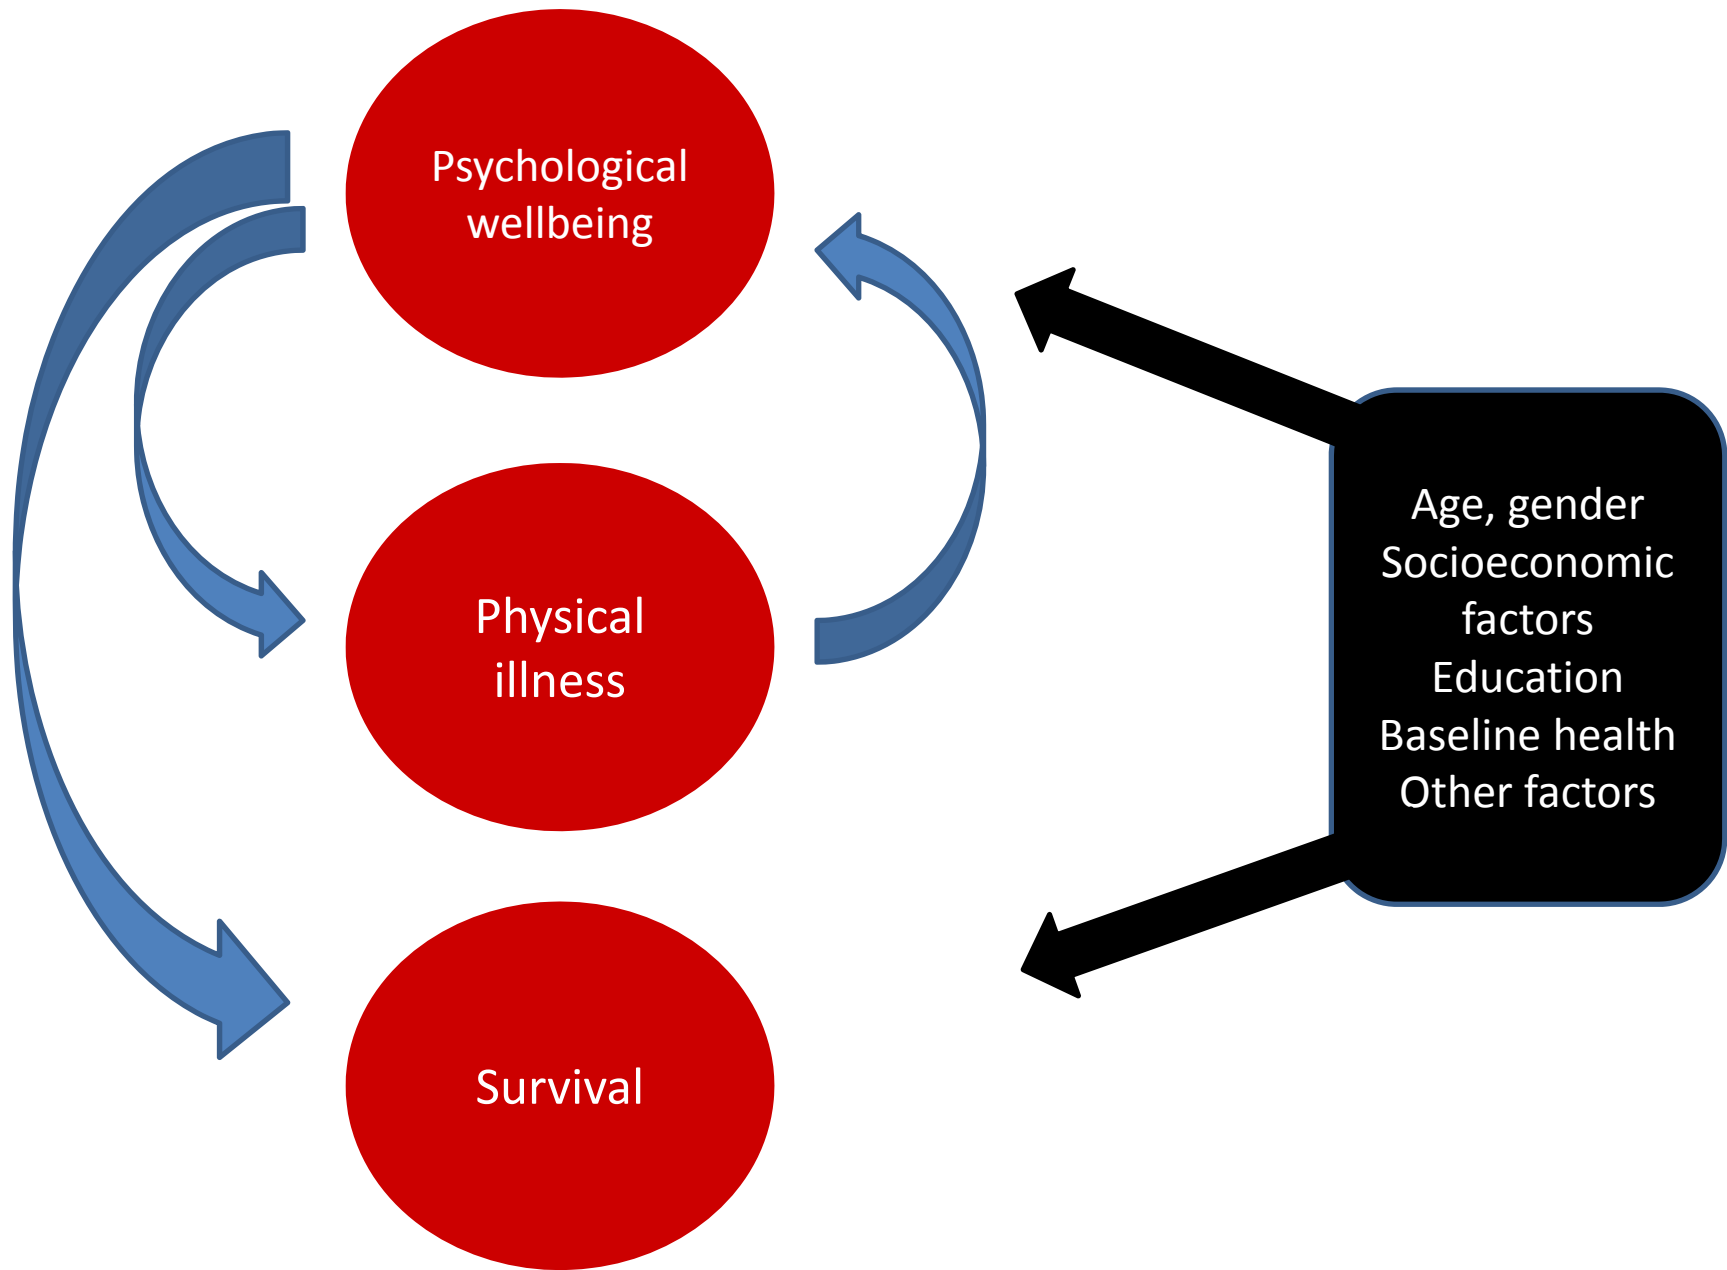 Psychological
wellbeing
Physical
illness
Survival
Age, gender
Socioeconomic
factors
Education
Baseline health
Other factors